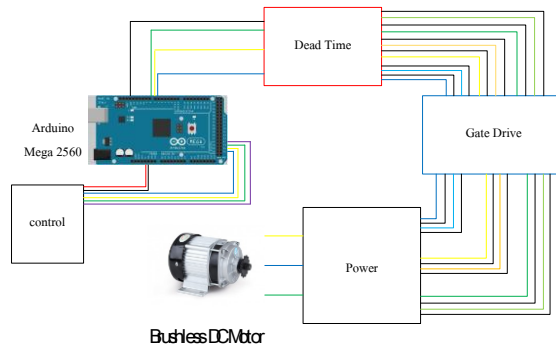 Dead Time
Arduino
Mega 2560
Gate Drive
control
Power
Brushless DC Motor